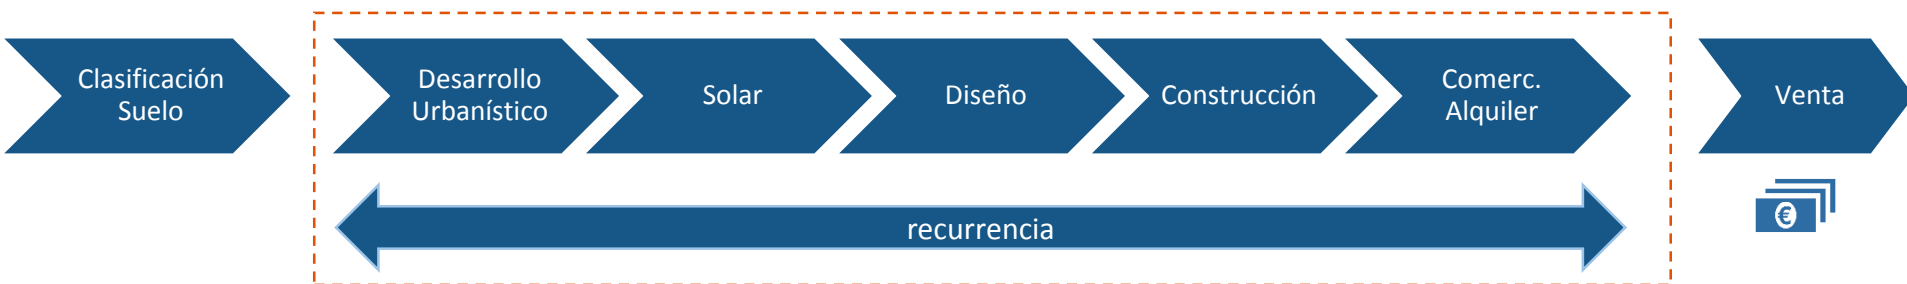 Clasificación
Suelo
Desarrollo
Urbanístico
Solar
Diseño
Construcción
Comerc.
Alquiler
Venta
recurrencia
€